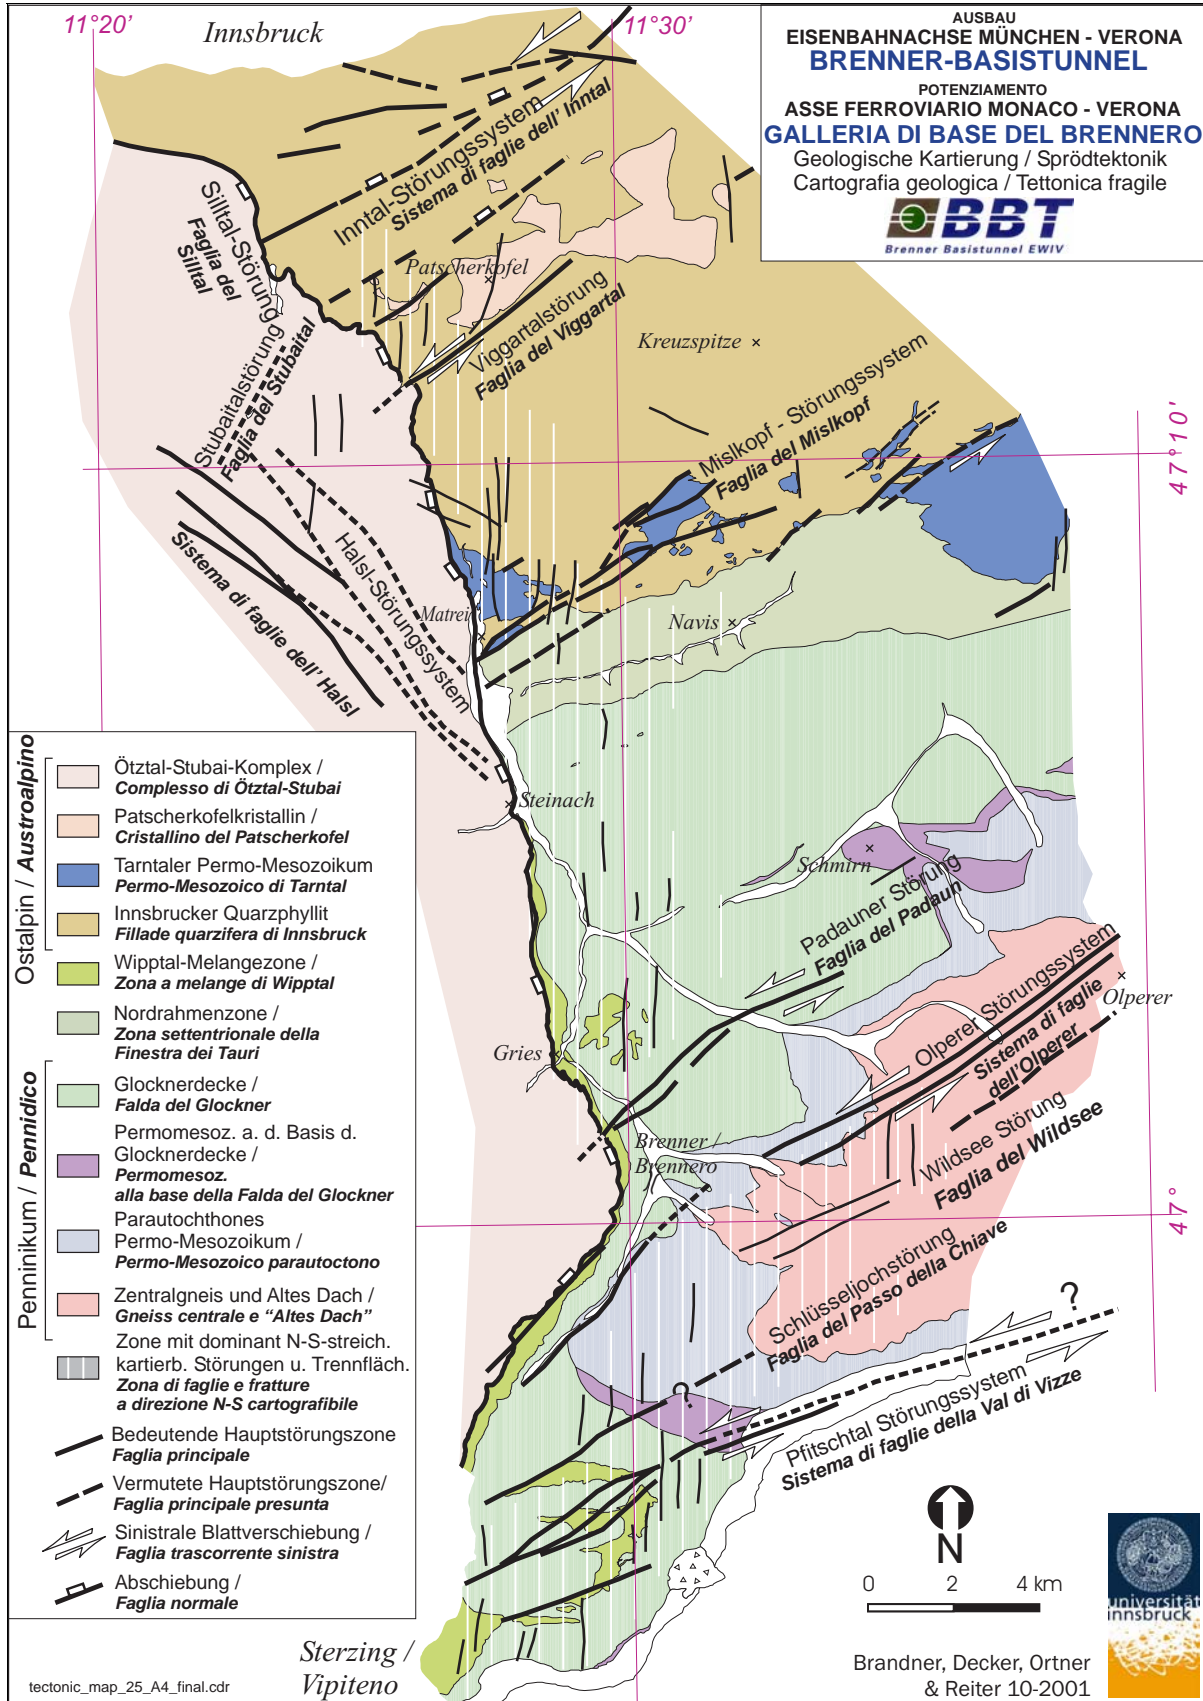 11°20’
Innsbruck
11°30’
AUSBAU
EISENBAHNACHSE MÜNCHEN - VERONA
BRENNER-BASISTUNNEL
POTENZIAMENTO
ASSE FERROVIARIO MONACO - VERONA
GALLERIA DI BASE DEL BRENNERO
Geologische Kartierung / Sprödtektonik
Cartografia geologica / Tettonica fragile
BBT
Brenner Basistunnel EWIV
Inntal-Störungssystem
Sistema di faglie dell’ Inntal
Silltal-Störung
Faglia del
Silltal
Patscherkofel
Viggartalstörung
Faglia del Viggartal
Kreuzspitze
Stubaitalstörung
Faglia del Stubaital
Mislkopf - Störungssystem
Faglia del Mislkopf
47°10'
Halsl-Störungssystem
Sistema di faglie dell’ Halsl
Matrei
Navis
Steinach
Schmirn
Padauner Störung
Faglia del Padaun
Olperer Störungssystem
Sistema di faglie
dell’Olperer
Olperer
Gries
Brenner /
Brennero
Wildsee Störung
Faglia del Wildsee
47°
Schlüsseljochstörung
Faglia del Passo della Chiave
?
?
Pfitschtal Störungssystem
Sistema di faglie della Val di Vizze
Ostalpin / Austroalpino
Ötztal-Stubai-Komplex /
Complesso di Ötztal-Stubai
Patscherkofelkristallin /
Cristallino del Patscherkofel
Tarntaler Permo-Mesozoikum
Permo-Mesozoico di Tarntal
Innsbrucker Quarzphyllit
Fillade quarzifera di Innsbruck
Wipptal-Melangezone /
Zona a melange di Wipptal
Nordrahmenzone /
Zona settentrionale della
Finestra dei Tauri
Penninikum / Pennidico
Glocknerdecke /
Falda del Glockner
Permomesoz. a. d. Basis d.
Glocknerdecke /
Permomesoz.
alla base della Falda del Glockner
Parautochthones
Permo-Mesozoikum /
Permo-Mesozoico parautoctono
Zentralgneis und Altes Dach /
Gneiss centrale e “Altes Dach”
Zone mit dominant N-S-streich.
kartierb. Störungen u. Trennfläch.
Zona di faglie e fratture
a direzione N-S cartografibile
Bedeutende Hauptstörungszone
Faglia principale
Vermutete Hauptstörungszone/
Faglia principale presunta
Sinistrale Blattverschiebung /
Faglia trascorrente sinistra
Abschiebung /
Faglia normale
N
0 2 4 km
universität
innsbruck
Sterzing /
Vipiteno
Brandner, Decker, Ortner
& Reiter 10-2001
tectonic_map_25_A4_final.cdr